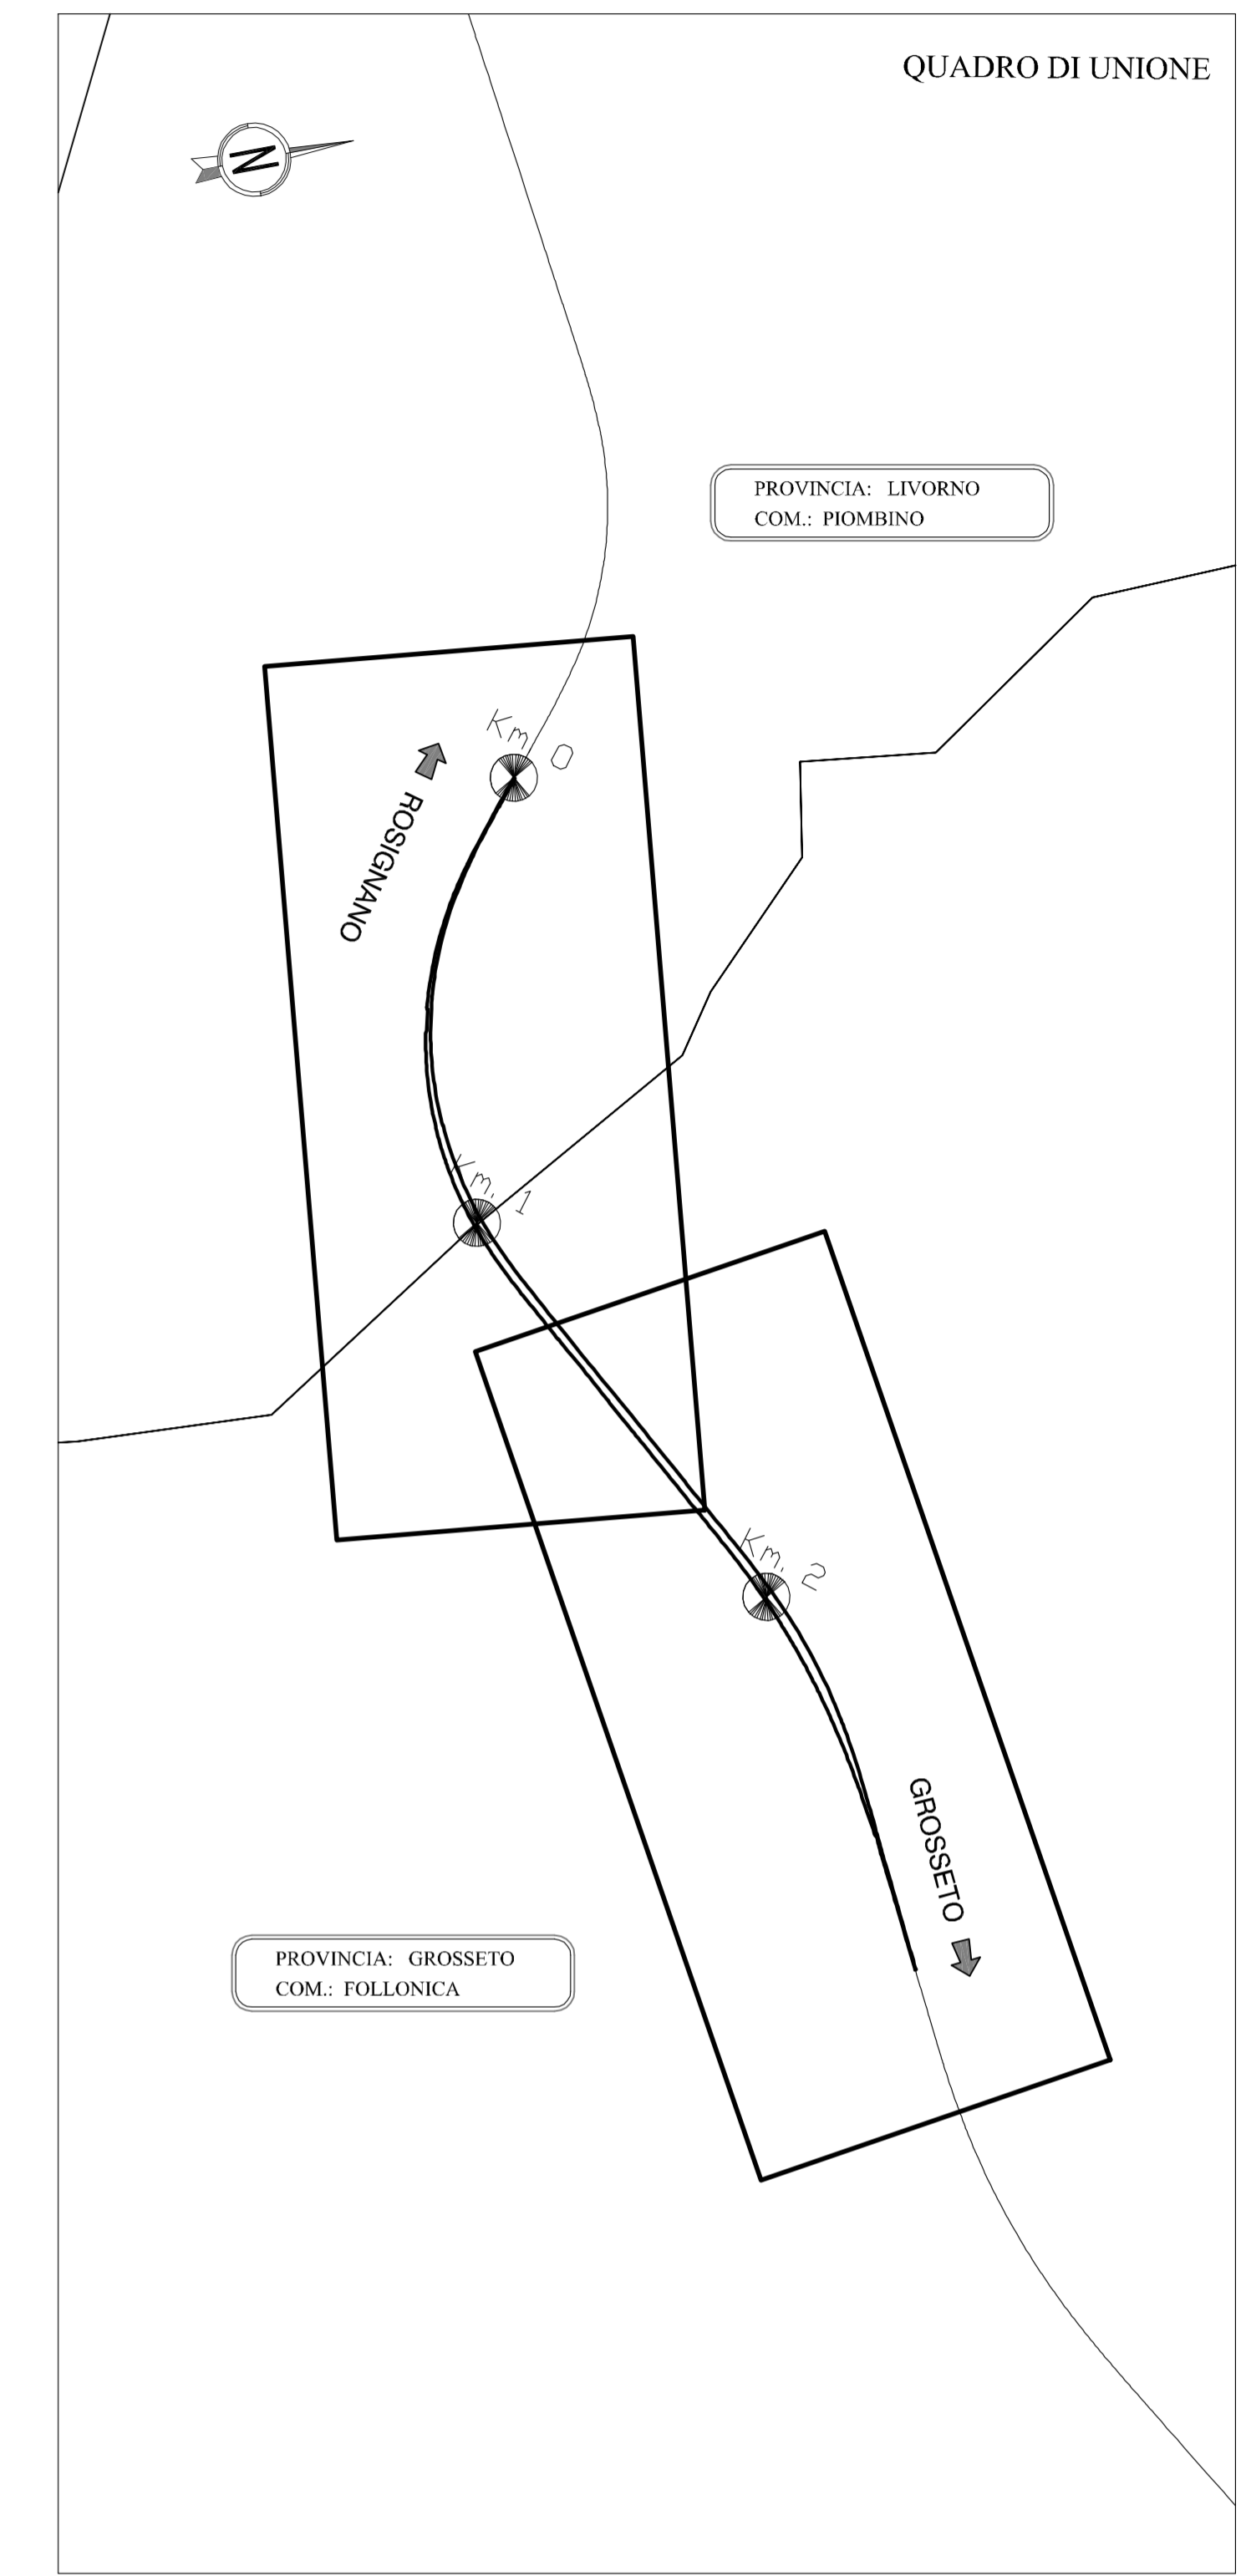 QUADRO DI UNIONE
N
PROVINCIA: LIVORNO
COM.: PIOMBINO
Km. 0
ROSIGNANO
Km. 1
Km. 2
GROSSETO
PROVINCIA: GROSSETO
COM.: FOLLONICA